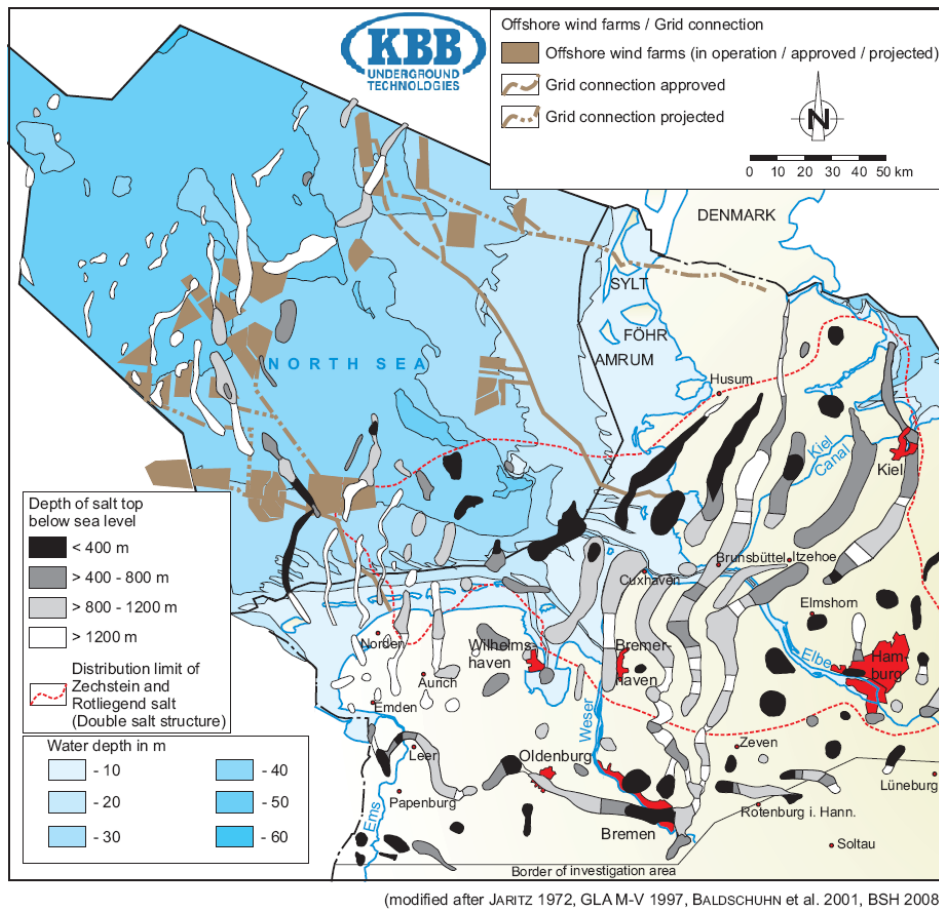 KBB
UNDERGROUND
TECHNOLOGIES
Offshore wind farms / Grid connection
Offshore wind farms (in operation / approved / projected)
Grid connection approved
Grid connection projected
N
0 10 20 30 40 50 km
DENMARK
SYLT
FÖHR
AMRUM
NORTH SEA
Husum
Kiel
Canal
Kiel
Brunsbüttel
Itzehoe
Cuxhaven
Elmshorn
Elbe
Ham-
burg
Norden
Wilhelms-
haven
Bremer-
haven
Aurich
Emden
Weser
Leer
Oldenburg
Zeven
Lüneburg
Papenburg
Ems
Rotenburg i. Hann.
Bremen
Soltau
Border of investigation area
Depth of salt top
below sea level
< 400 m
> 400 - 800 m
> 800 - 1200 m
> 1200 m
Distribution limit of
Zechstein and
Rotliegend salt
(Double salt structure)
Water depth in m
- 10
- 20
- 30
- 40
- 50
- 60
(modified after JARITZ 1972, GLA M-V 1997, BALDSCHUHN et al. 2001, BSH 2008